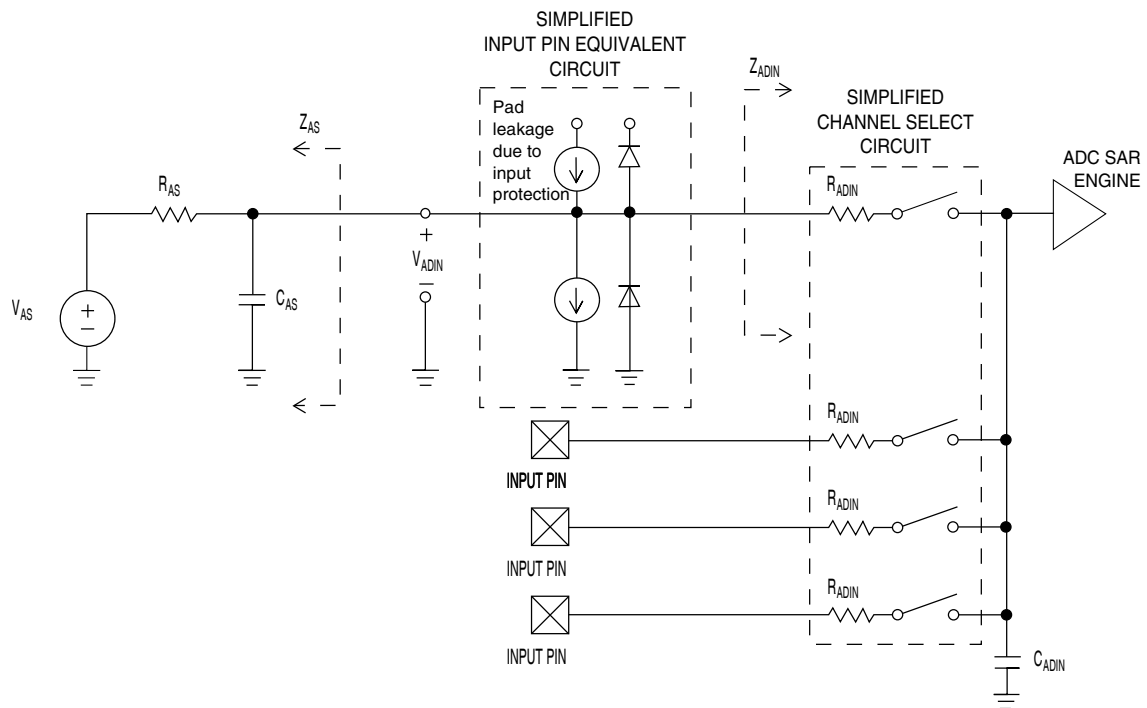 SIMPLIFIED
INPUT PIN EQUIVALENT
CIRCUIT
Z_ADIN
SIMPLIFIED
CHANNEL SELECT
CIRCUIT
Pad
leakage
due to
input
protection
Z_AS
ADC SAR
ENGINE
R_AS
R_ADIN
+
V_ADIN
–
C_AS
V_AS
+
–
R_ADIN
INPUT PIN
R_ADIN
INPUT PIN
R_ADIN
INPUT PIN
C_ADIN